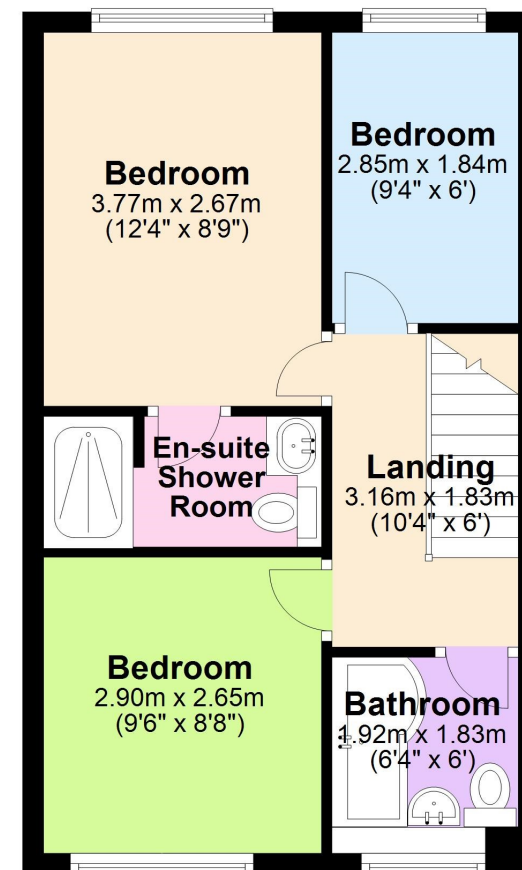 Bedroom
3.77m x 2.67m
(12'4" x 8'9")
Bedroom
2.85m x 1.84m
(9'4" x 6')
En-suite
Shower
Room
Landing
3.16m x 1.83m
(10'4" x 6')
Bedroom
2.90m x 2.65m
(9'6" x 8'8")
Bathroom
1.92m x 1.83m
(6'4" x 6')